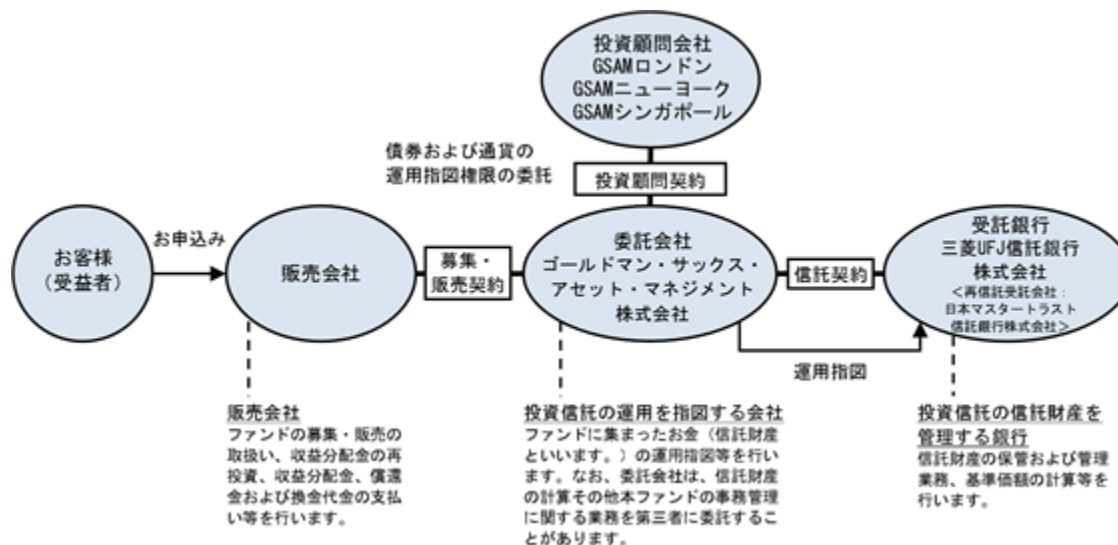 投資顧問会社
GSAMロンドン
GSAMニューヨーク
GSAMシンガポール
債券および通貨の
運用指図権限の委託
投資顧問契約
お客様
（受益者）
お申込み
販売会社
募集・
販売契約
委託会社
ゴールドマン・サックス・
アセット・マネジメント
株式会社
信託契約
受託銀行
三菱UFJ信託銀行
株式会社
＜再信託受託会社：
日本マスタートラスト
信託銀行株式会社＞
運用指図
販売会社
ファンドの募集・販売の
取扱い、収益分配金の再
投資、収益分配金、償還
金および換金代金の支払
い等を行います。
投資信託の運用を指図する会社
ファンドに集まったお金（信託財産
といいます。）の運用指図等を行い
ます。なお、委託会社は、信託財産
の計算その他本ファンドの事務管理
に関する業務を第三者に委託するこ
とがあります。
投資信託の信託財産を
管理する銀行
信託財産の保管および管理
業務、基準価額の計算等を
行います。